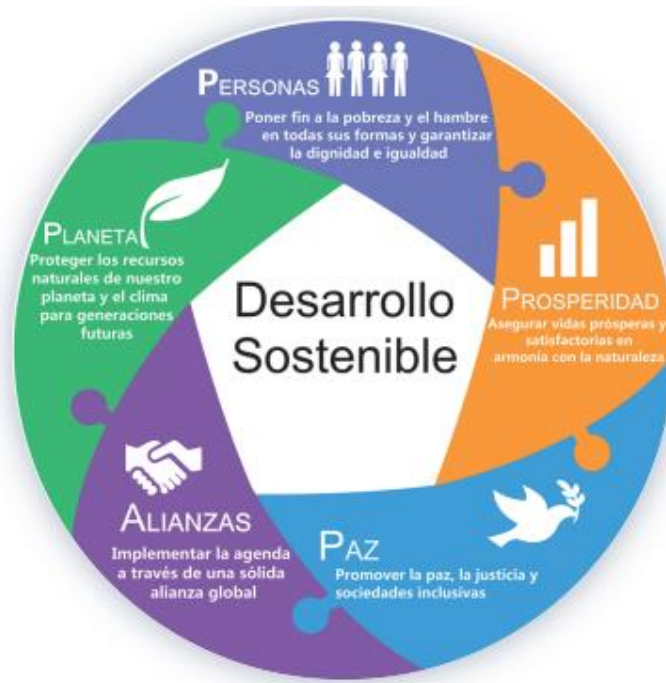 PERSONAS
Poner fin a la pobreza y el hambre
en todas sus formas y garantizar
la dignidad e igualdad
PLANETA
Proteger los recursos
naturales de nuestro
planeta y el clima
para generaciones
futuras
Desarrollo
Sostenible
PROSPERIDAD
Asegurar vidas prósperas y
satisfactorias en
armonía con la naturaleza
ALIANZAS
Implementar la agenda
a través de una sólida
alianza global
PAZ
Promover la paz, la justicia y
sociedades inclusivas